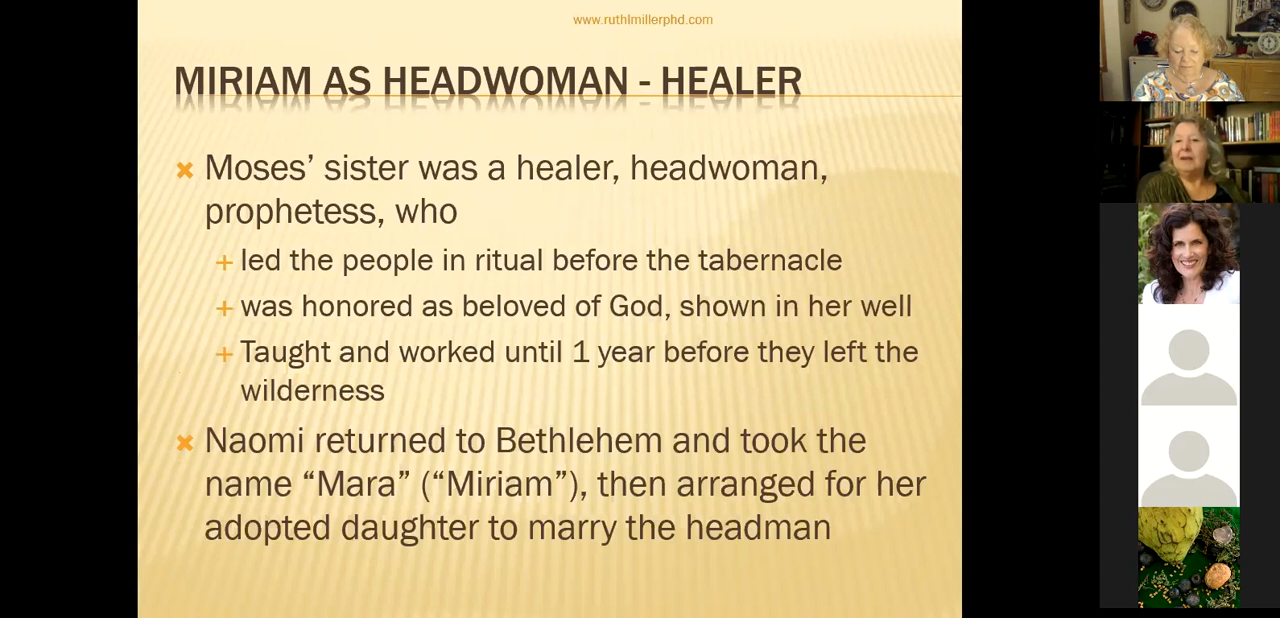 www.ruthlmillerphd.com
MIRIAM AS HEADWOMAN - HEALER
Moses’ sister was a healer, headwoman,
prophetess, who
led the people in ritual before the tabernacle
was honored as beloved of God, shown in her well
Taught and worked until 1 year before they left the
wilderness
Naomi returned to Bethlehem and took the
name “Mara” (“Miriam”), then arranged for her
adopted daughter to marry the headman